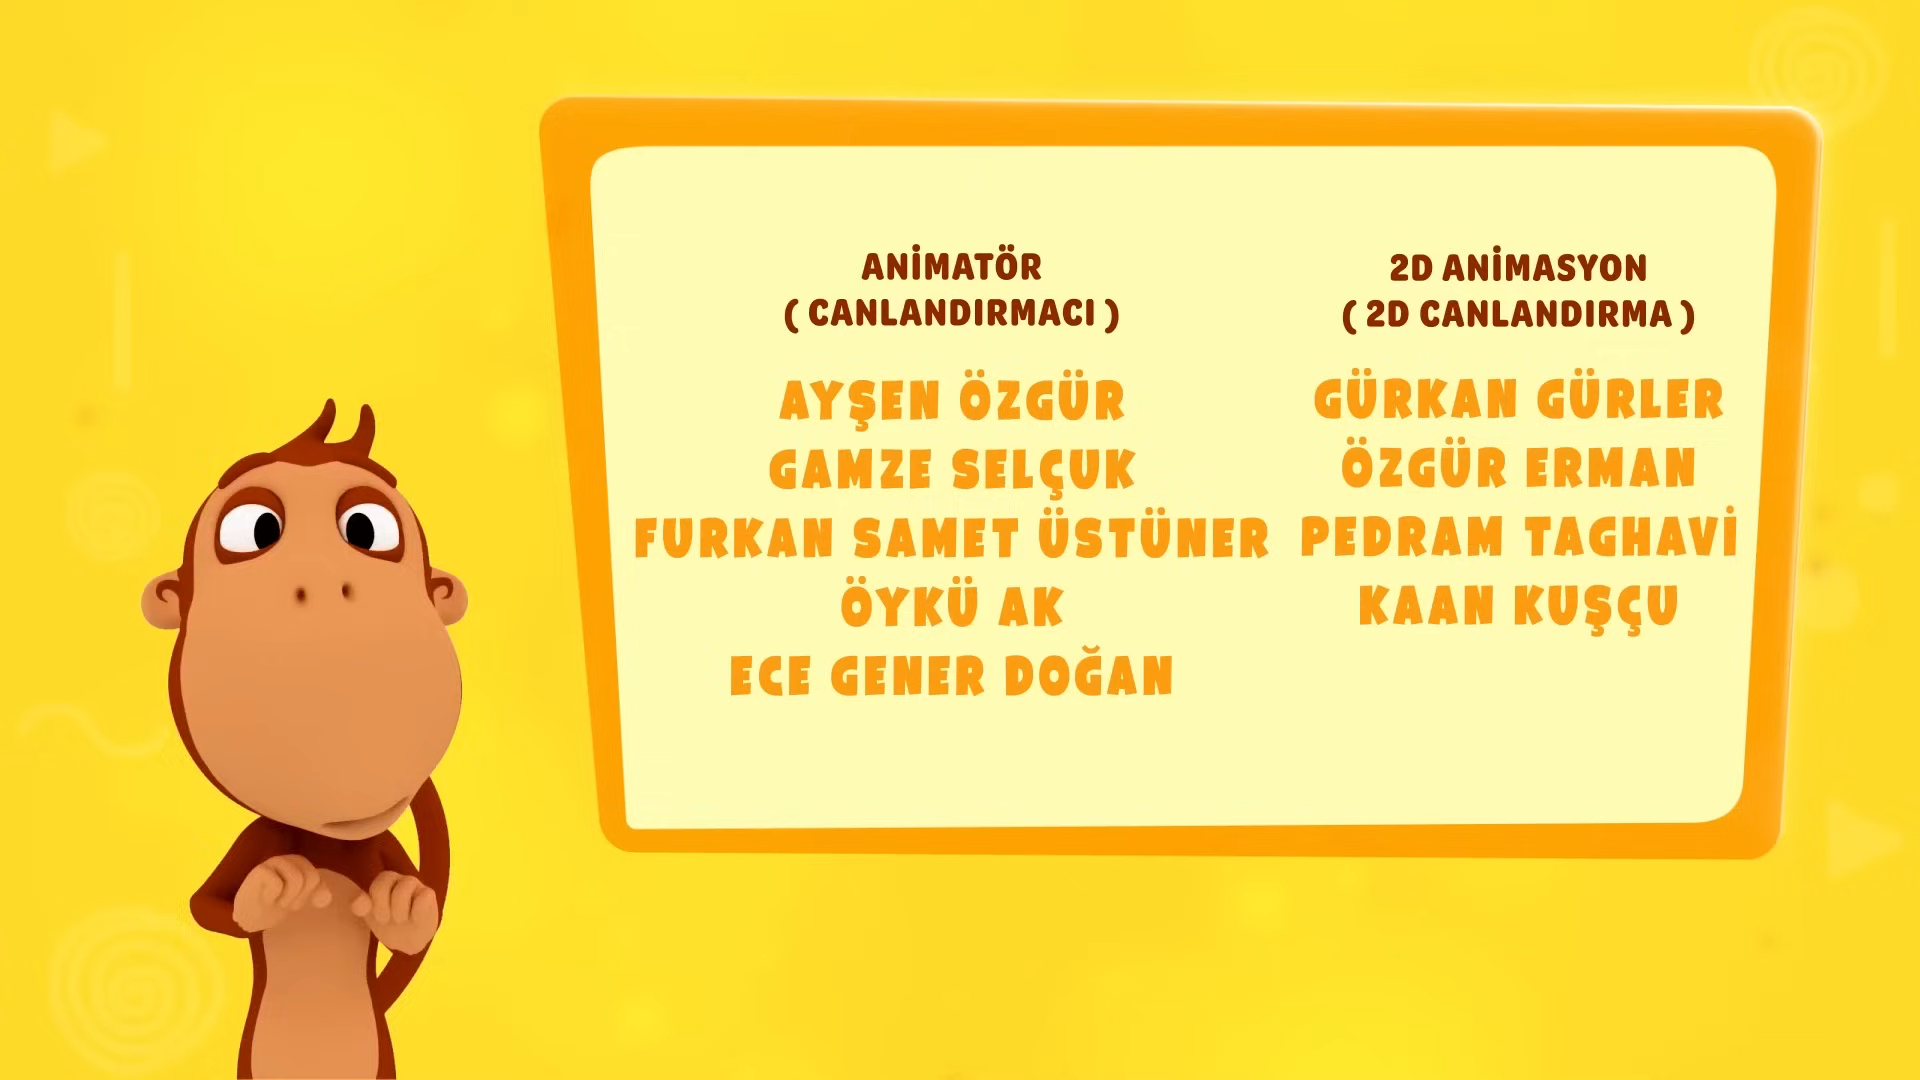 ANİMATÖR
( CANLANDIRMACI )
AYŞEN ÖZGÜR
GAMZE SELÇUK
FURKAN SAMET ÜSTÜNER
ÖYKÜ AK
ECE GENER DOĞAN
2D ANİMASYON
( 2D CANLANDIRMA )
GÜRKAN GÜRLER
ÖZGÜR ERMAN
PEDRAM TAGHAVİ
KAAN KUŞÇU